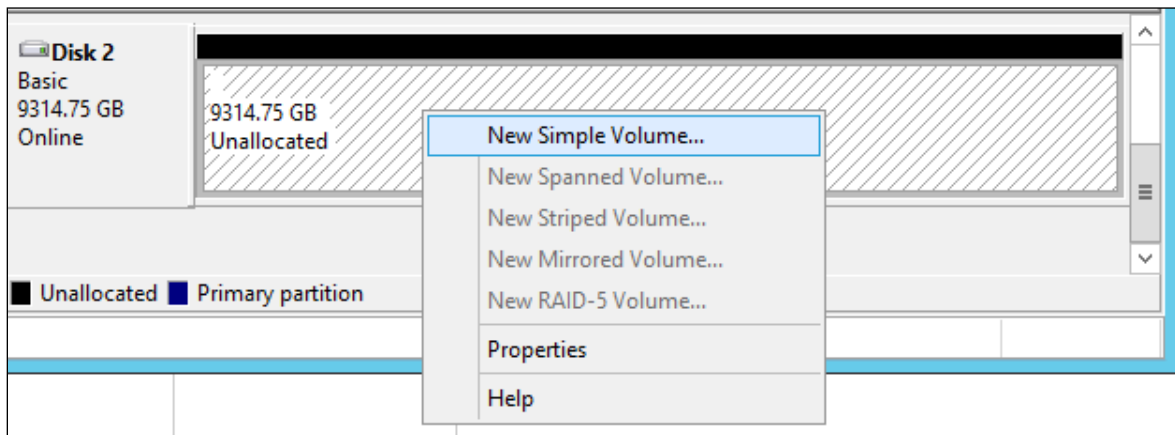 Disk 2
Basic
9314.75 GB
Online
9314.75 GB
Unallocated
New Simple Volume...
New Spanned Volume...
New Striped Volume...
New Mirrored Volume...
New RAID-5 Volume...
Properties
Help
Unallocated Primary partition